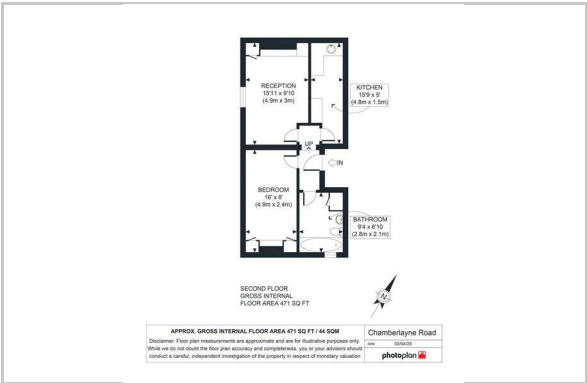 RECEPTION
15'11 x 9'10
(4.9m x 3m)
KITCHEN
15'9 x 5'
(4.8m x 1.5m)
UP
IN
BEDROOM
16' x 8'
(4.9m x 2.4m)
BATHROOM
9'4 x 6'10
(2.8m x 2.1m)
SECOND FLOOR
GROSS INTERNAL
FLOOR AREA 471 SQ FT
N
APPROX. GROSS INTERNAL FLOOR AREA 471 SQ FT / 44 SQM
Disclaimer: Floor plan measurements are approximate and are for illustrative purposes only.
While we do not doubt the floor plan accuracy and completeness, you or your advisors should
conduct a careful, independent investigation of the property in respect of monetary valuation
Chamberlayne Road
date 03/04/25
photoplan